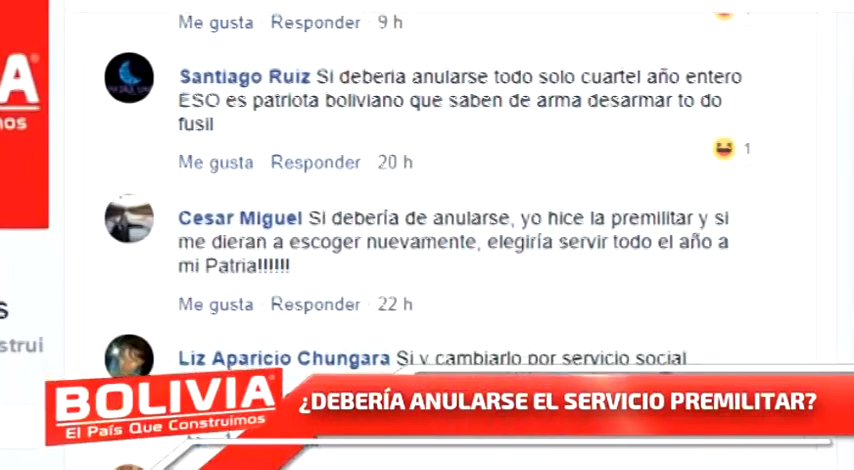 Me gusta Responder 9 h
Santiago Ruiz Si deberia anularse todo solo cuartel año entero
ESO es patriota boliviano que saben de arma desarmar to do
fusil
Me gusta Responder 20 h
1
Cesar Miguel Si debería de anularse, yo hice la premilitar y si
me dieran a escoger nuevamente, elegiría servir todo el año a
mi Patria!!!!!!
Me gusta Responder · 22 h
strui
Liz Aparicio Chungara Si y cambiarlo por servicio social
BOLIVIA
El País Que Construimos
¿DEBERÍA ANULARSE EL SERVICIO PREMILITAR?